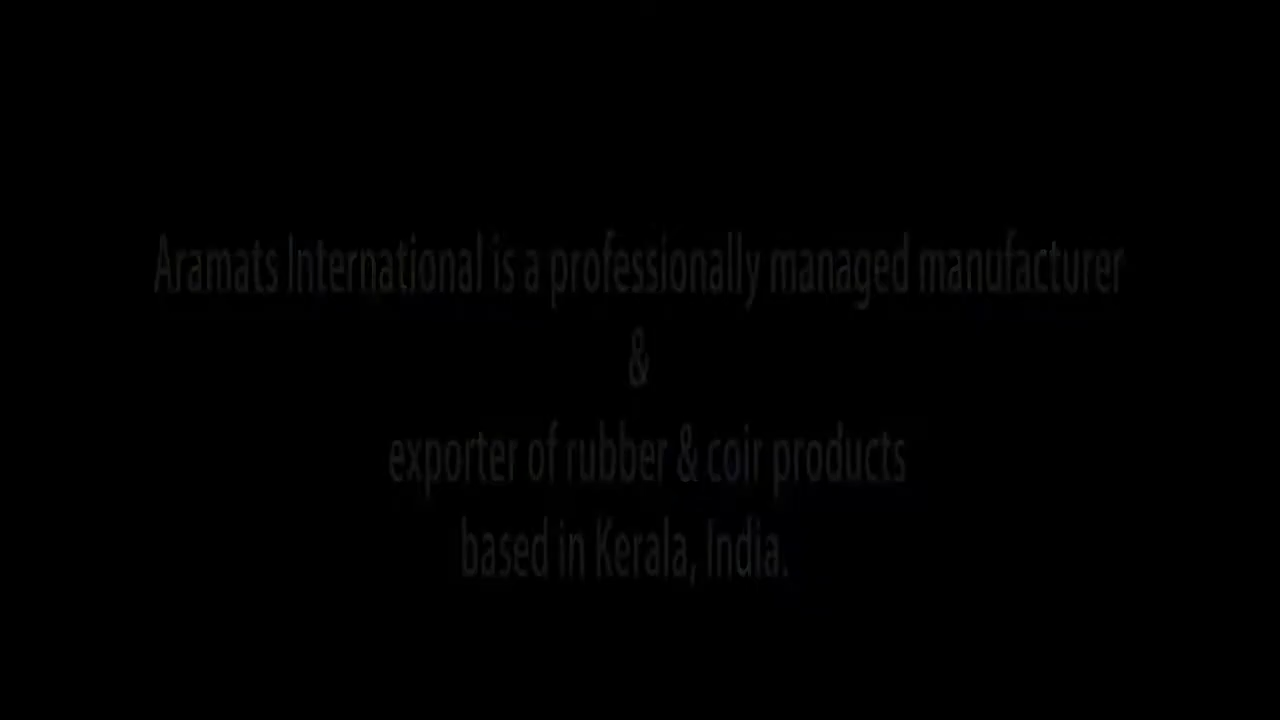 Aramats International is a professionally managed manufacturer
&
exporter of rubber & coir products
based in Kerala, India.